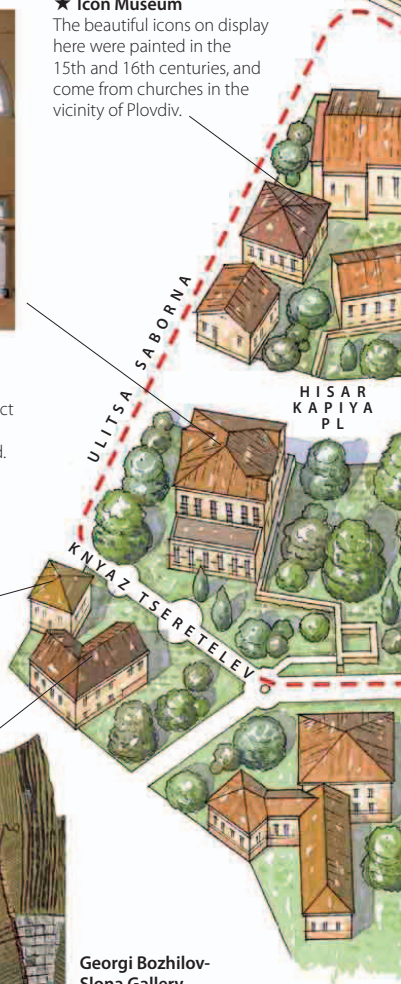 ★ Icon Museum
The beautiful icons on display
here were painted in the
15th and 16th centuries, and
come from churches in the
vicinity of Plovdiv.
ULITSA SABORNA
HISAR
KAPIYA
PL
KNYAZ TSERETELEV
Georgi Bozhilov-
Slona Gallery